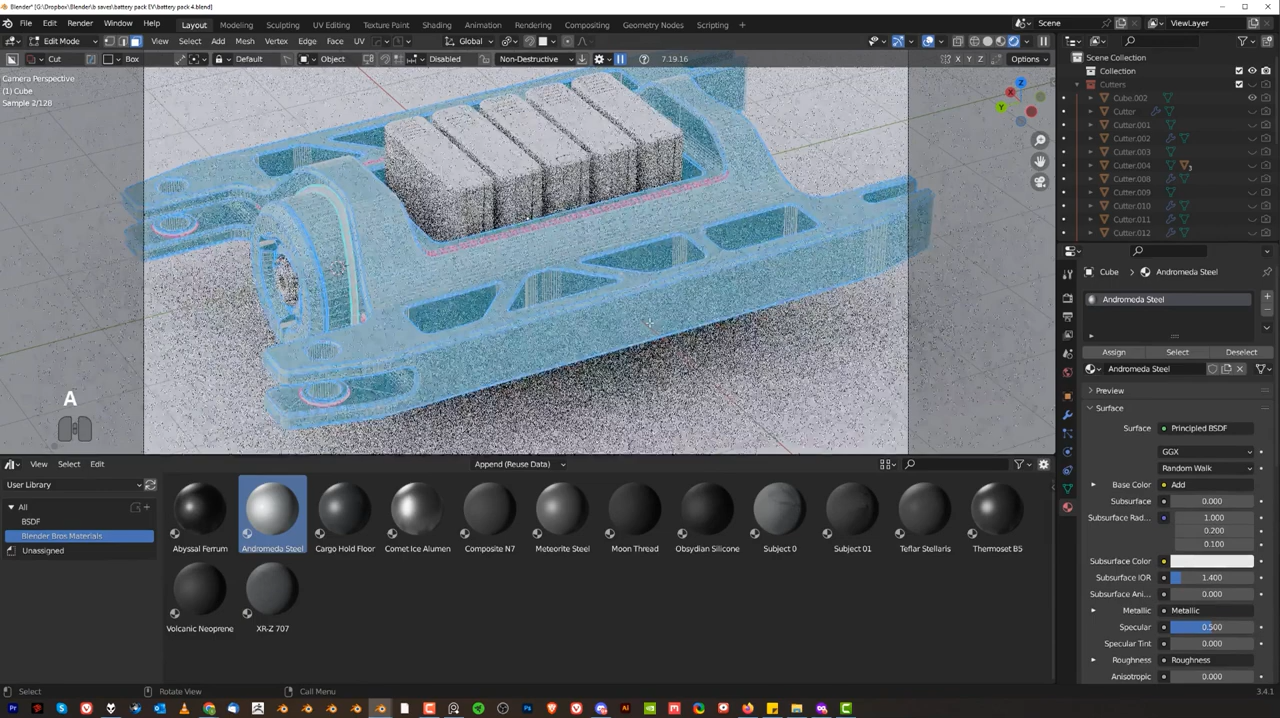 Blender* [G:\Dropbox\Blender\b saves\battery pack EV\battery pack 4.blend]
File Edit Render Window Help Layout Modeling Sculpting UV Editing Texture Paint Shading Animation Rendering Compositing Geometry Nodes Scripting + Scene ViewLayer
Edit Mode View Select Add Mesh Vertex Edge Face UV Global
Cut Box Default Object Disabled Non-Destructive 7.19.16 X Y Z Options
Camera Perspective
(1) Cube
Sample 2/128
Z
X
Y
A
Scene Collection
Collection
Cutters
Cube.002
Cutter
Cutter.001
Cutter.002
Cutter.003
Cutter.004 3
Cutter.008
Cutter.009
Cutter.010
Cutter.011
Cutter.012
Cube > Andromeda Steel
Andromeda Steel
Assign Select Deselect
Andromeda Steel
Preview
Surface
Surface Principled BSDF
GGX
Random Walk
Base Color Add
Subsurface 0.000
Subsurface Rad... 1.000
0.200
0.100
Subsurface Color
Subsurface IOR 1.400
Subsurface Ani... 0.000
Metallic Metallic
Specular 0.500
Specular Tint 0.000
Roughness Roughness
Anisotropic 0.000
View Select Edit Append (Reuse Data)
User Library
All
BSDF
Blender Bros Materials
Unassigned
Abyssal Ferrum Andromeda Steel Cargo Hold Floor Comet Ice Alumen Composite N7 Meteorite Steel Moon Thread Obsydian Silicone Subject 0 Subject 01 Teflar Stellaris Thermoset B5
Volcanic Neoprene XR-Z 707
Select Rotate View Call Menu 3.4.1